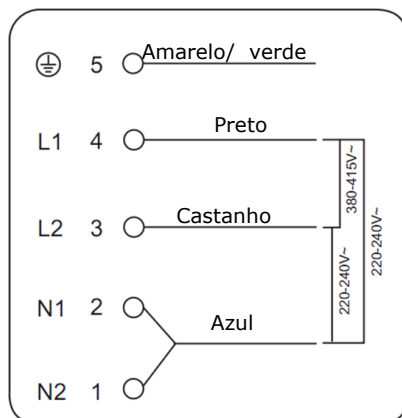 5 Amarelo/ verde
L1 4 Preto
380-415V~
220-240V~
L2 3 Castanho
220-240V~
N1 2
Azul
N2 1